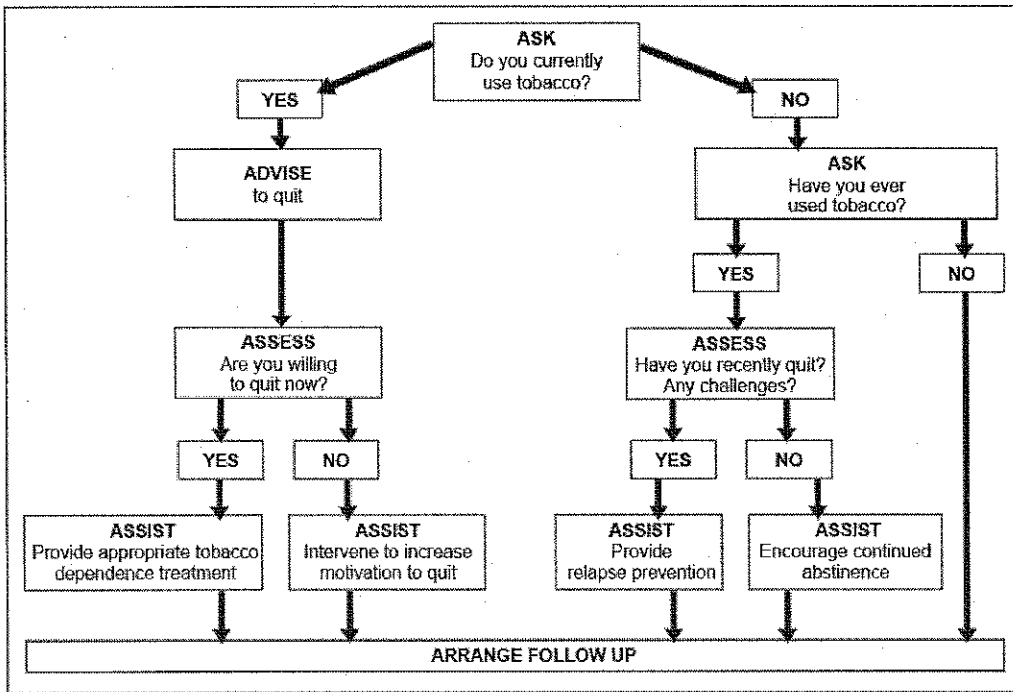 ASK
Do you currently
use tobacco?
YES
NO
ADVISE
to quit
ASK
Have you ever
used tobacco?
YES
NO
ASSESS
Are you willing
to quit now?
ASSESS
Have you recently quit?
Any challenges?
YES
NO
YES
NO
ASSIST
Provide appropriate tobacco
dependence treatment
ASSIST
Intervene to increase
motivation to quit
ASSIST
Provide
relapse prevention
ASSIST
Encourage continued
abstinence
ARRANGE FOLLOW UP